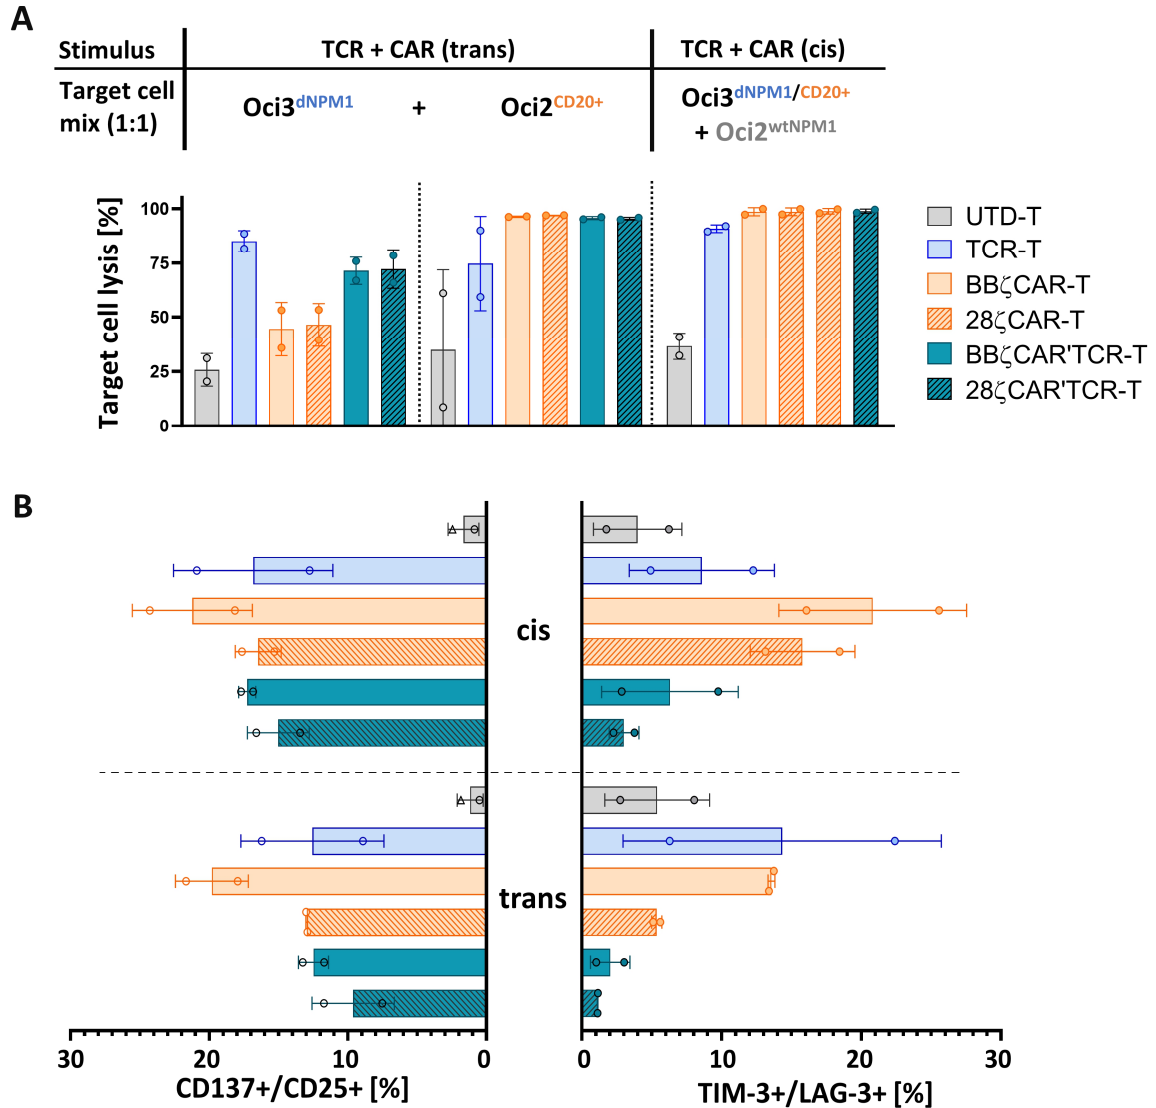 A
Stimulus TCR + CAR (trans) TCR + CAR (cis)
Target cell mix (1:1) Oci3dNPM1 + Oci2CD20+ Oci3dNPM1/CD20+
+ Oci2wtNPM1
Target cell lysis [%]
100
75
50
25
0
UTD-T
TCR-T
BBζCAR-T
28ζCAR-T
BBζCAR'TCR-T
28ζCAR'TCR-T
B
cis
trans
30 20 10 0 0 10 20 30
CD137+/CD25+ [%] TIM-3+/LAG-3+ [%]